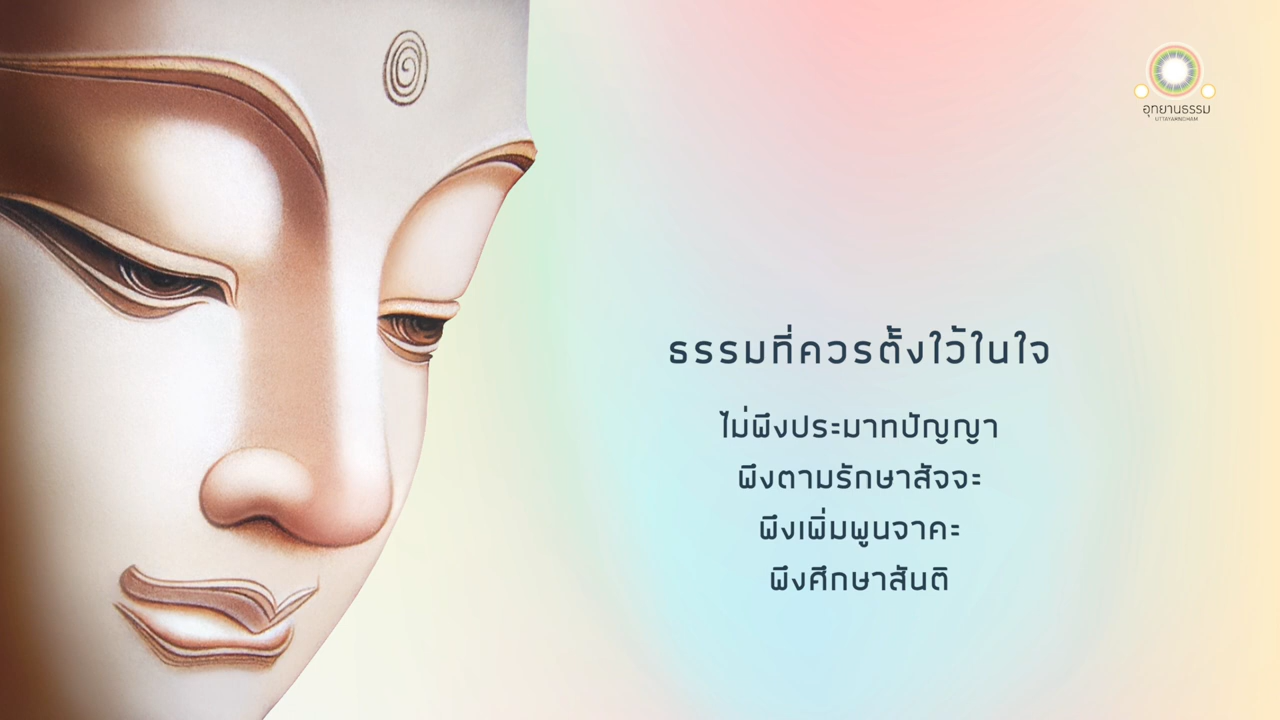 อุทยานธรรม
UTTAYARNDHAM
ธรรมที่ควรตั้งใว้ในใจ
ไม่พึงประมาทปัญญา
พึงตามรักษาสัจจะ
พึงเพิ่มพูนจาคะ
พึงศึกษาสันติ